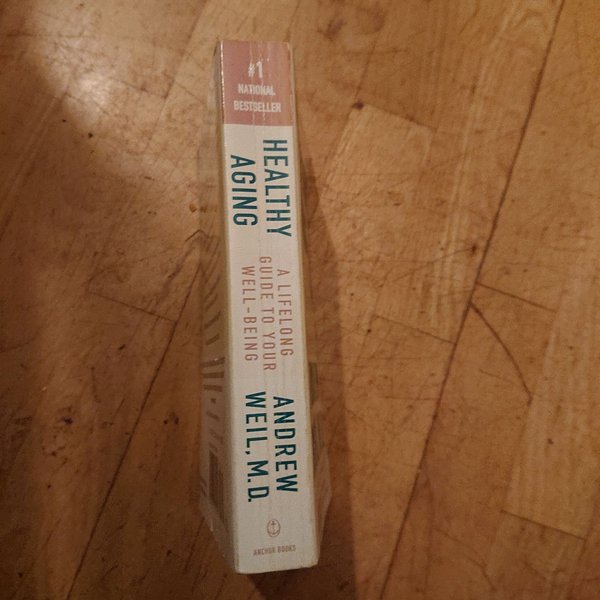 #1
NATIONAL
BESTSELLER
HEALTHY
AGING
A LIFELONG
GUIDE TO YOUR
WELL-BEING
ANDREW
WEIL, M.D.
ANCHOR BOOKS